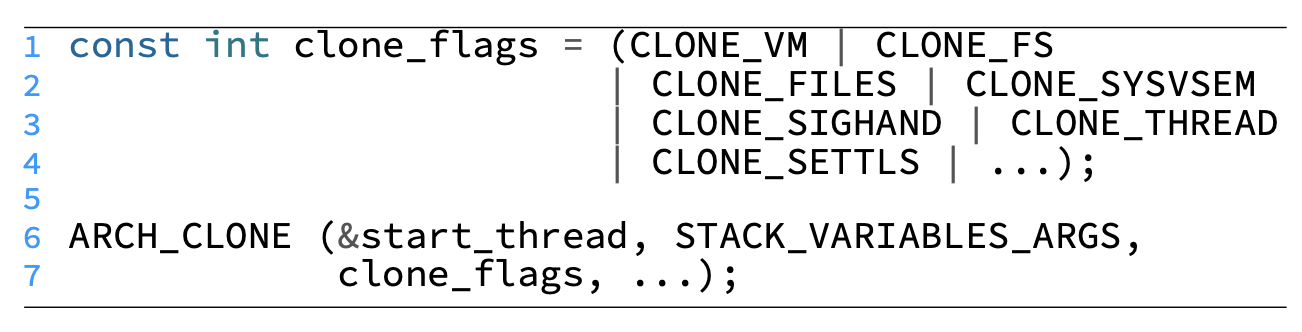 1 const int clone_flags = (CLONE_VM | CLONE_FS
2 | CLONE_FILES | CLONE_SYSVSEM
3 | CLONE_SIGHAND | CLONE_THREAD
4 | CLONE_SETTLS | ...);
5
6 ARCH_CLONE (&start_thread, STACK_VARIABLES_ARGS,
7 clone_flags, ...);